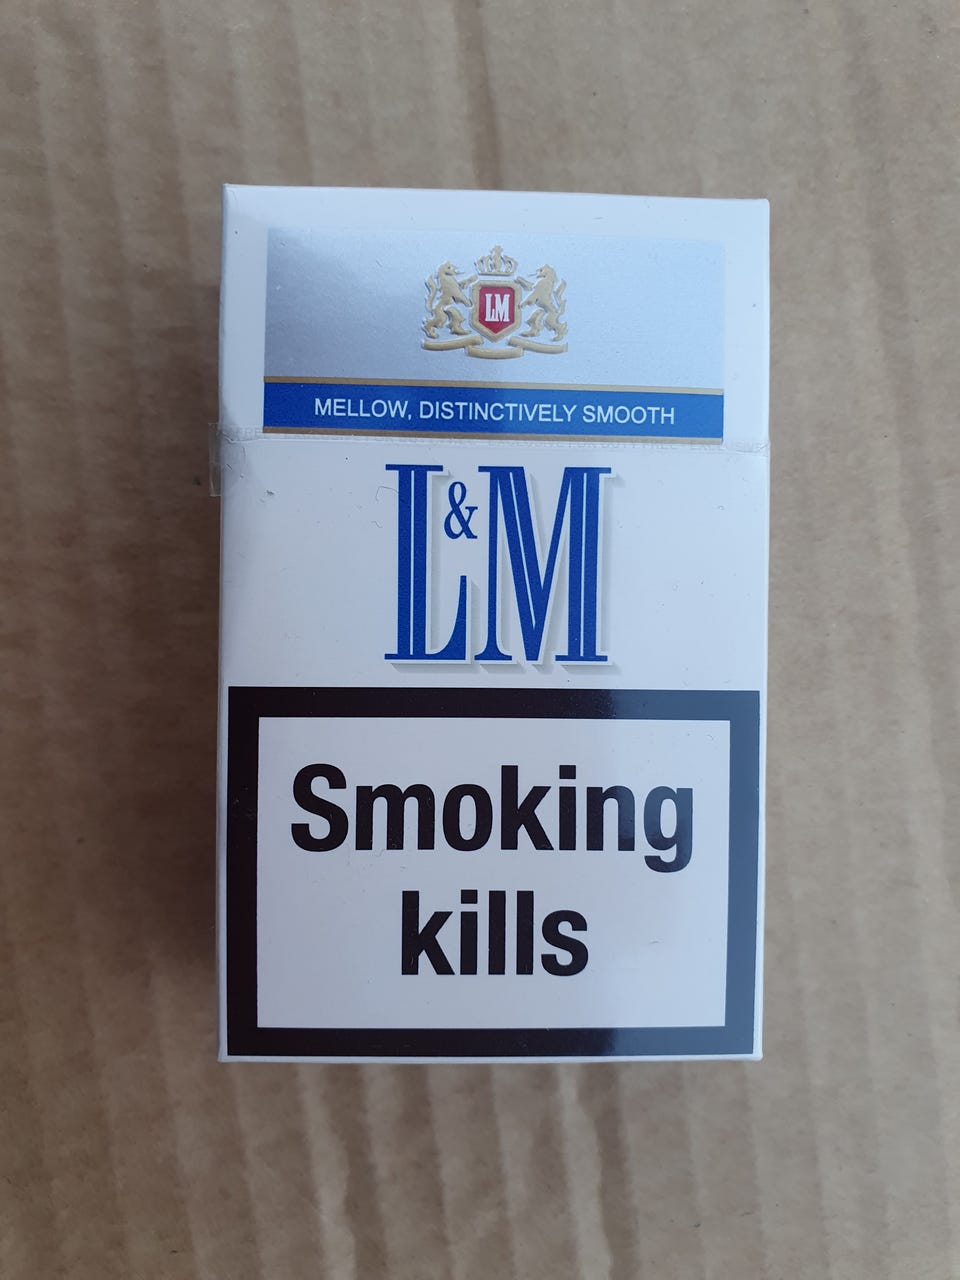 LM
MELLOW, DISTINCTIVELY SMOOTH
L&M
Smoking
kills